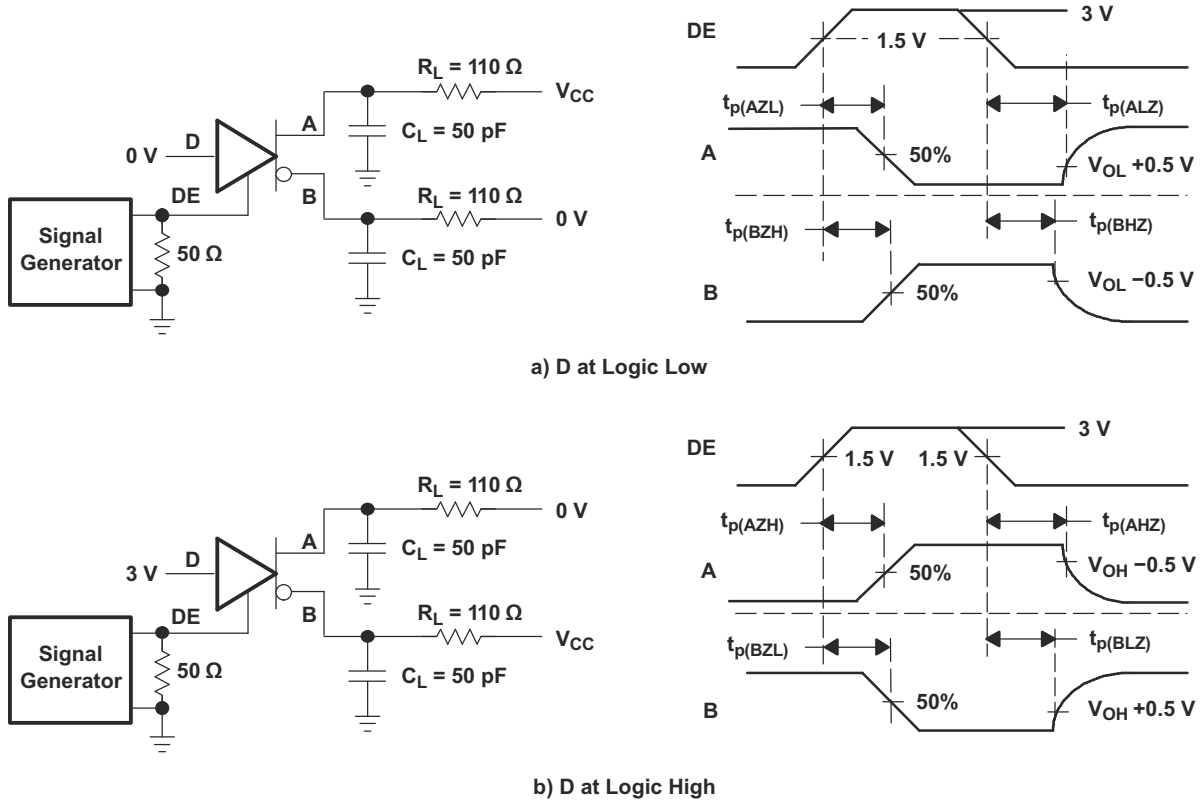 R_L = 110 Ω
V_CC
A
C_L = 50 pF
D
0 V
DE
B
R_L = 110 Ω
0 V
Signal
Generator
50 Ω
C_L = 50 pF
DE
3 V
1.5 V
t_p(AZL)
t_p(ALZ)
A
50%
V_OL +0.5 V
t_p(BZH)
t_p(BHZ)
B
50%
V_OL −0.5 V
a) D at Logic Low
R_L = 110 Ω
0 V
A
C_L = 50 pF
D
3 V
DE
B
R_L = 110 Ω
V_CC
Signal
Generator
50 Ω
C_L = 50 pF
DE
3 V
1.5 V 1.5 V
t_p(AZH)
t_p(AHZ)
A
50%
V_OH −0.5 V
t_p(BZL)
t_p(BLZ)
B
50%
V_OH +0.5 V
b) D at Logic High